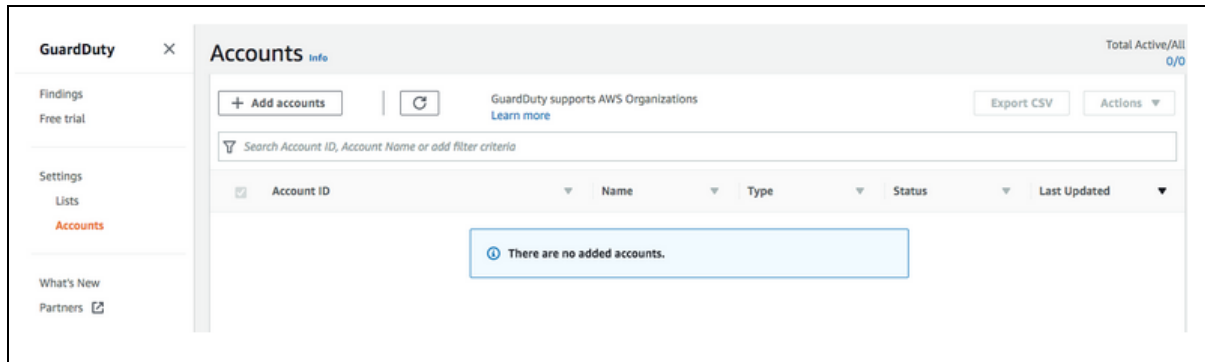 GuardDuty
Findings
Free trial
Settings
Lists
Accounts
What's New
Partners
Accounts Info
Total Active/All
0/0
+ Add accounts
GuardDuty supports AWS Organizations
Learn more
Export CSV
Actions
Search Account ID, Account Name or add filter criteria
Account ID Name Type Status Last Updated
There are no added accounts.